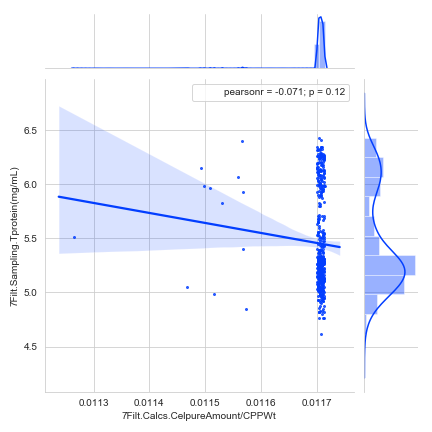 pearsonr = -0.071; p = 0.12
6.5
6.0
5.5
5.0
4.5
7Filt.Sampling.Tprotein(mg/mL)
0.0113 0.0114 0.0115 0.0116 0.0117
7Filt.Calcs.CelpureAmount/CPPWt